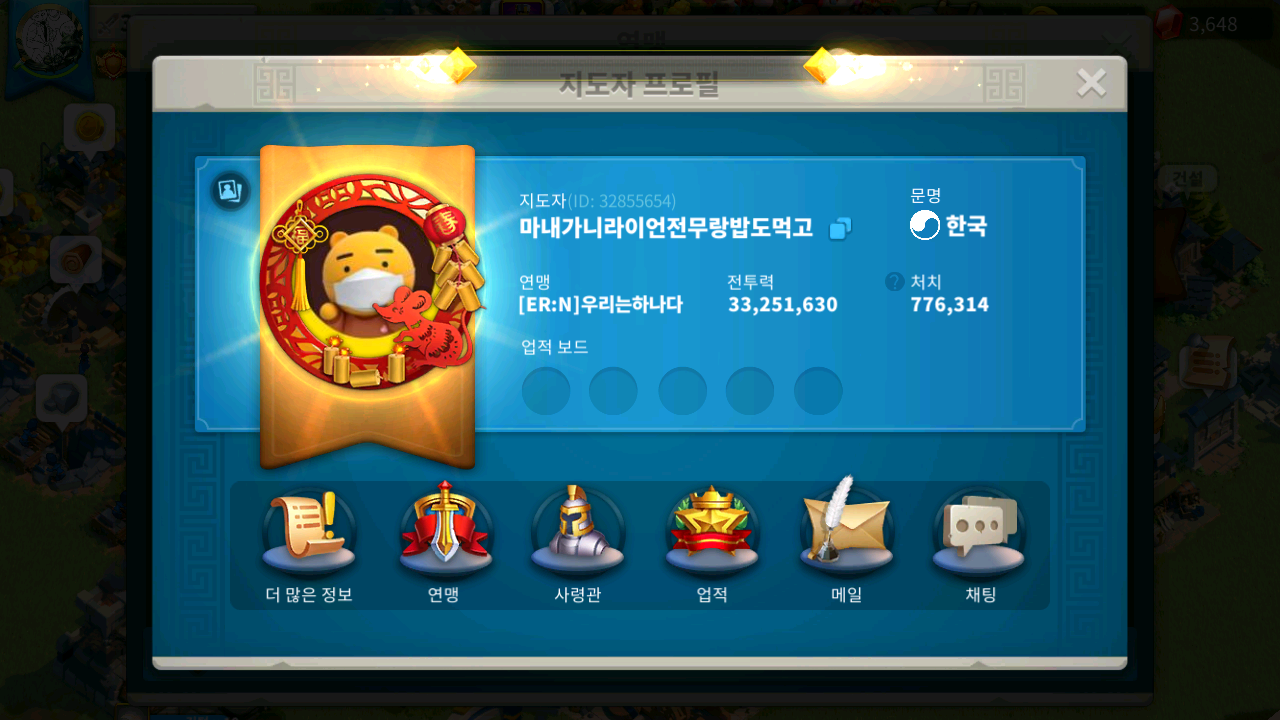 연맹
3,648
지도자 프로필
건설
지도자(ID: 32855654)
마내가니라이언전무랑밥도먹고
문명
한국
연맹
[ER:N]우리는하나다
전투력
33,251,630
? 처치
776,314
업적 보드
더 많은 정보
연맹
사령관
업적
메일
채팅